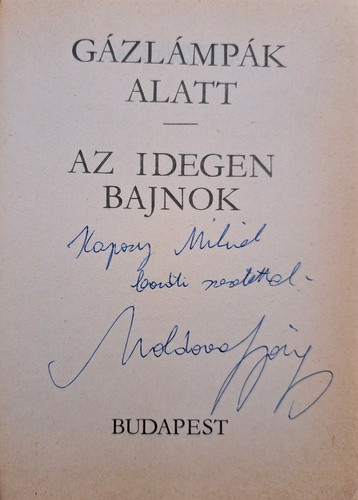 GÁZLÁMPÁK
ALATT
AZ IDEGEN
BAJNOK
baráti szeretettel
Moldova György
BUDAPEST